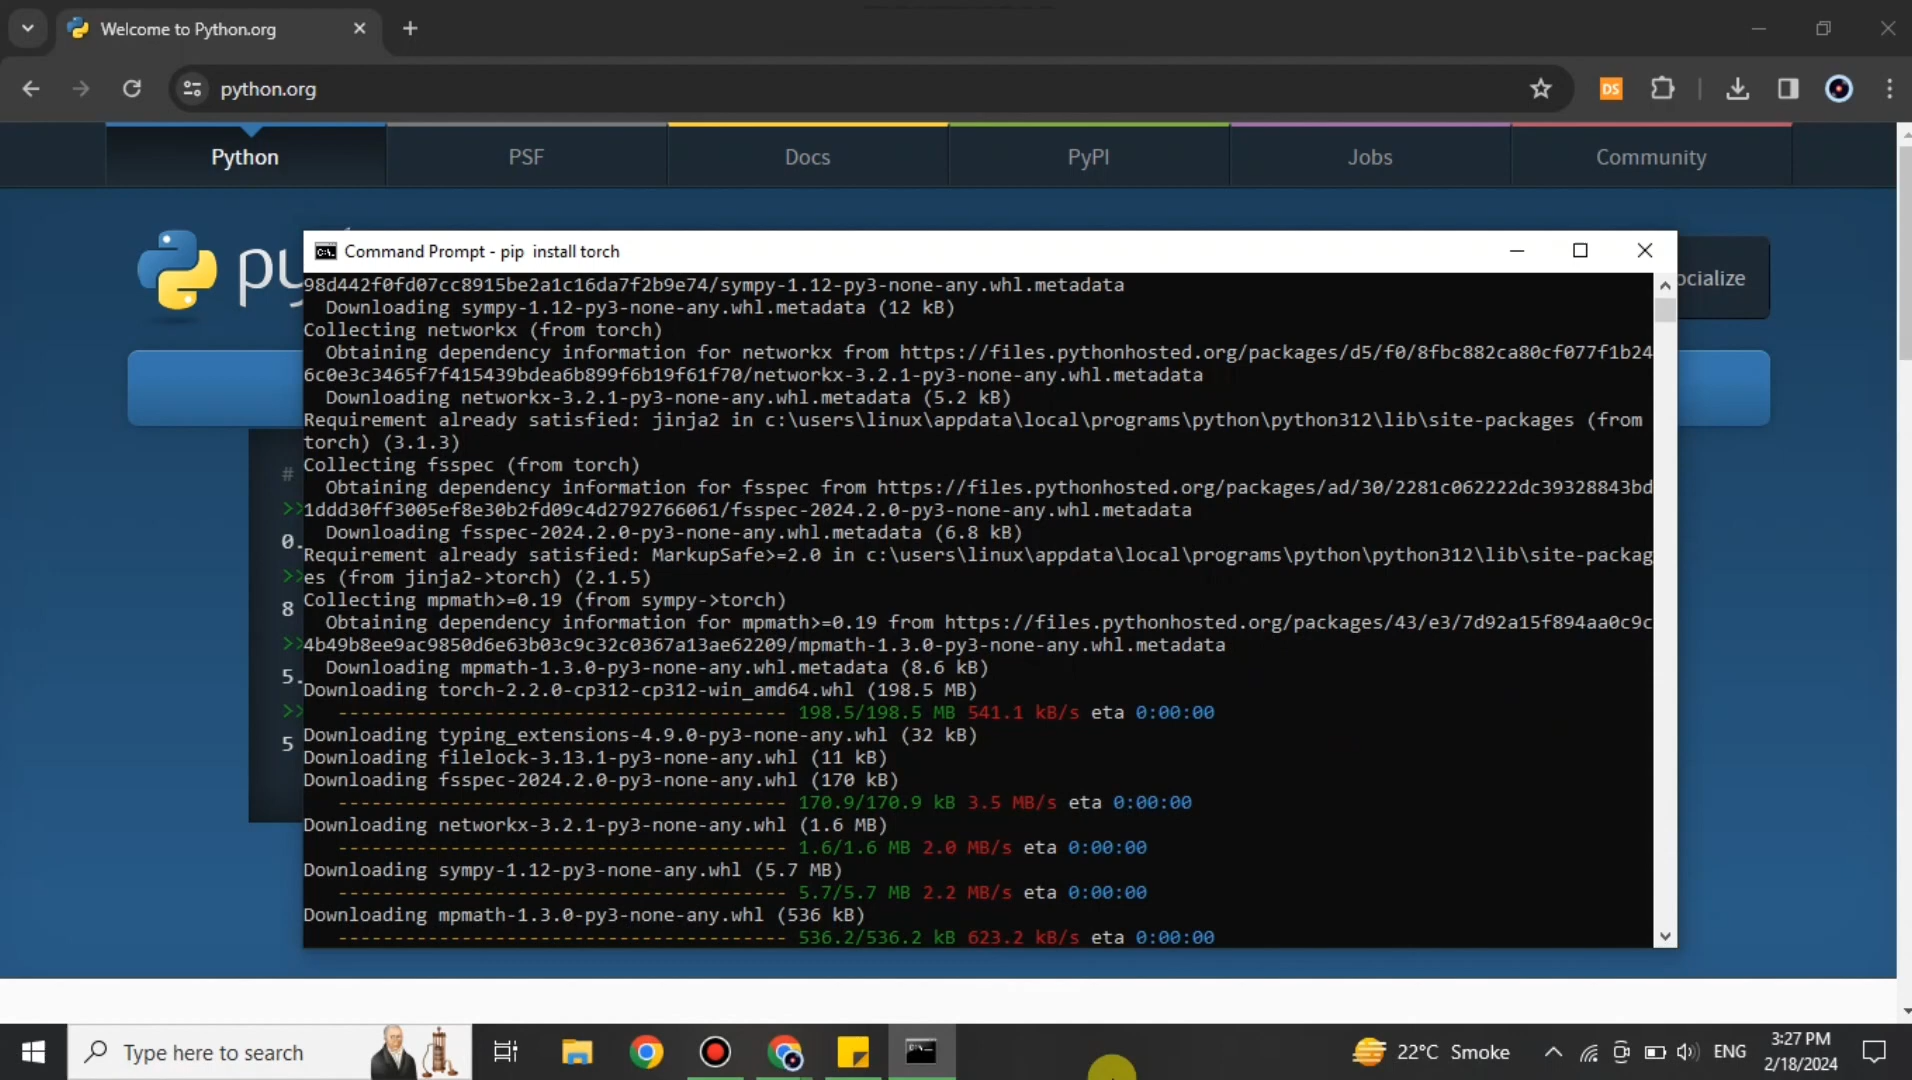 Welcome to Python.org
python.org
DS
Python PSF Docs PyPI Jobs Community
py
ocialize
Command Prompt - pip  install torch
98d442f0fd07cc8915be2a1c16da7f2b9e74/sympy-1.12-py3-none-any.whl.metadata
  Downloading sympy-1.12-py3-none-any.whl.metadata (12 kB)
Collecting networkx (from torch)
  Obtaining dependency information for networkx from https://files.pythonhosted.org/packages/d5/f0/8fbc882ca80cf077f1b24
6c0e3c3465f7f415439bdea6b899f6b19f61f70/networkx-3.2.1-py3-none-any.whl.metadata
  Downloading networkx-3.2.1-py3-none-any.whl.metadata (5.2 kB)
Requirement already satisfied: jinja2 in c:\users\linux\appdata\local\programs\python\python312\lib\site-packages (from
torch) (3.1.3)
Collecting fsspec (from torch)
  Obtaining dependency information for fsspec from https://files.pythonhosted.org/packages/ad/30/2281c062222dc39328843bd
1ddd30ff3005ef8e30b2fd09c4d2792766061/fsspec-2024.2.0-py3-none-any.whl.metadata
  Downloading fsspec-2024.2.0-py3-none-any.whl.metadata (6.8 kB)
Requirement already satisfied: MarkupSafe>=2.0 in c:\users\linux\appdata\local\programs\python\python312\lib\site-packag
es (from jinja2->torch) (2.1.5)
Collecting mpmath>=0.19 (from sympy->torch)
  Obtaining dependency information for mpmath>=0.19 from https://files.pythonhosted.org/packages/43/e3/7d92a15f894aa0c9c
4b49b8ee9ac9850d6e63b03c9c32c0367a13ae62209/mpmath-1.3.0-py3-none-any.whl.metadata
  Downloading mpmath-1.3.0-py3-none-any.whl.metadata (8.6 kB)
Downloading torch-2.2.0-cp312-cp312-win_amd64.whl (198.5 MB)
   ---------------------------------------- 198.5/198.5 MB 541.1 kB/s eta 0:00:00
Downloading typing_extensions-4.9.0-py3-none-any.whl (32 kB)
Downloading filelock-3.13.1-py3-none-any.whl (11 kB)
Downloading fsspec-2024.2.0-py3-none-any.whl (170 kB)
   ---------------------------------------- 170.9/170.9 kB 3.5 MB/s eta 0:00:00
Downloading networkx-3.2.1-py3-none-any.whl (1.6 MB)
   ---------------------------------------- 1.6/1.6 MB 2.0 MB/s eta 0:00:00
Downloading sympy-1.12-py3-none-any.whl (5.7 MB)
   ---------------------------------------- 5.7/5.7 MB 2.2 MB/s eta 0:00:00
Downloading mpmath-1.3.0-py3-none-any.whl (536 kB)
   ---------------------------------------- 536.2/536.2 kB 623.2 kB/s eta 0:00:00
#
>>
0.
>>
8
>>
5.
>>
5
Type here to search
22°C Smoke
ENG
3:27 PM
2/18/2024